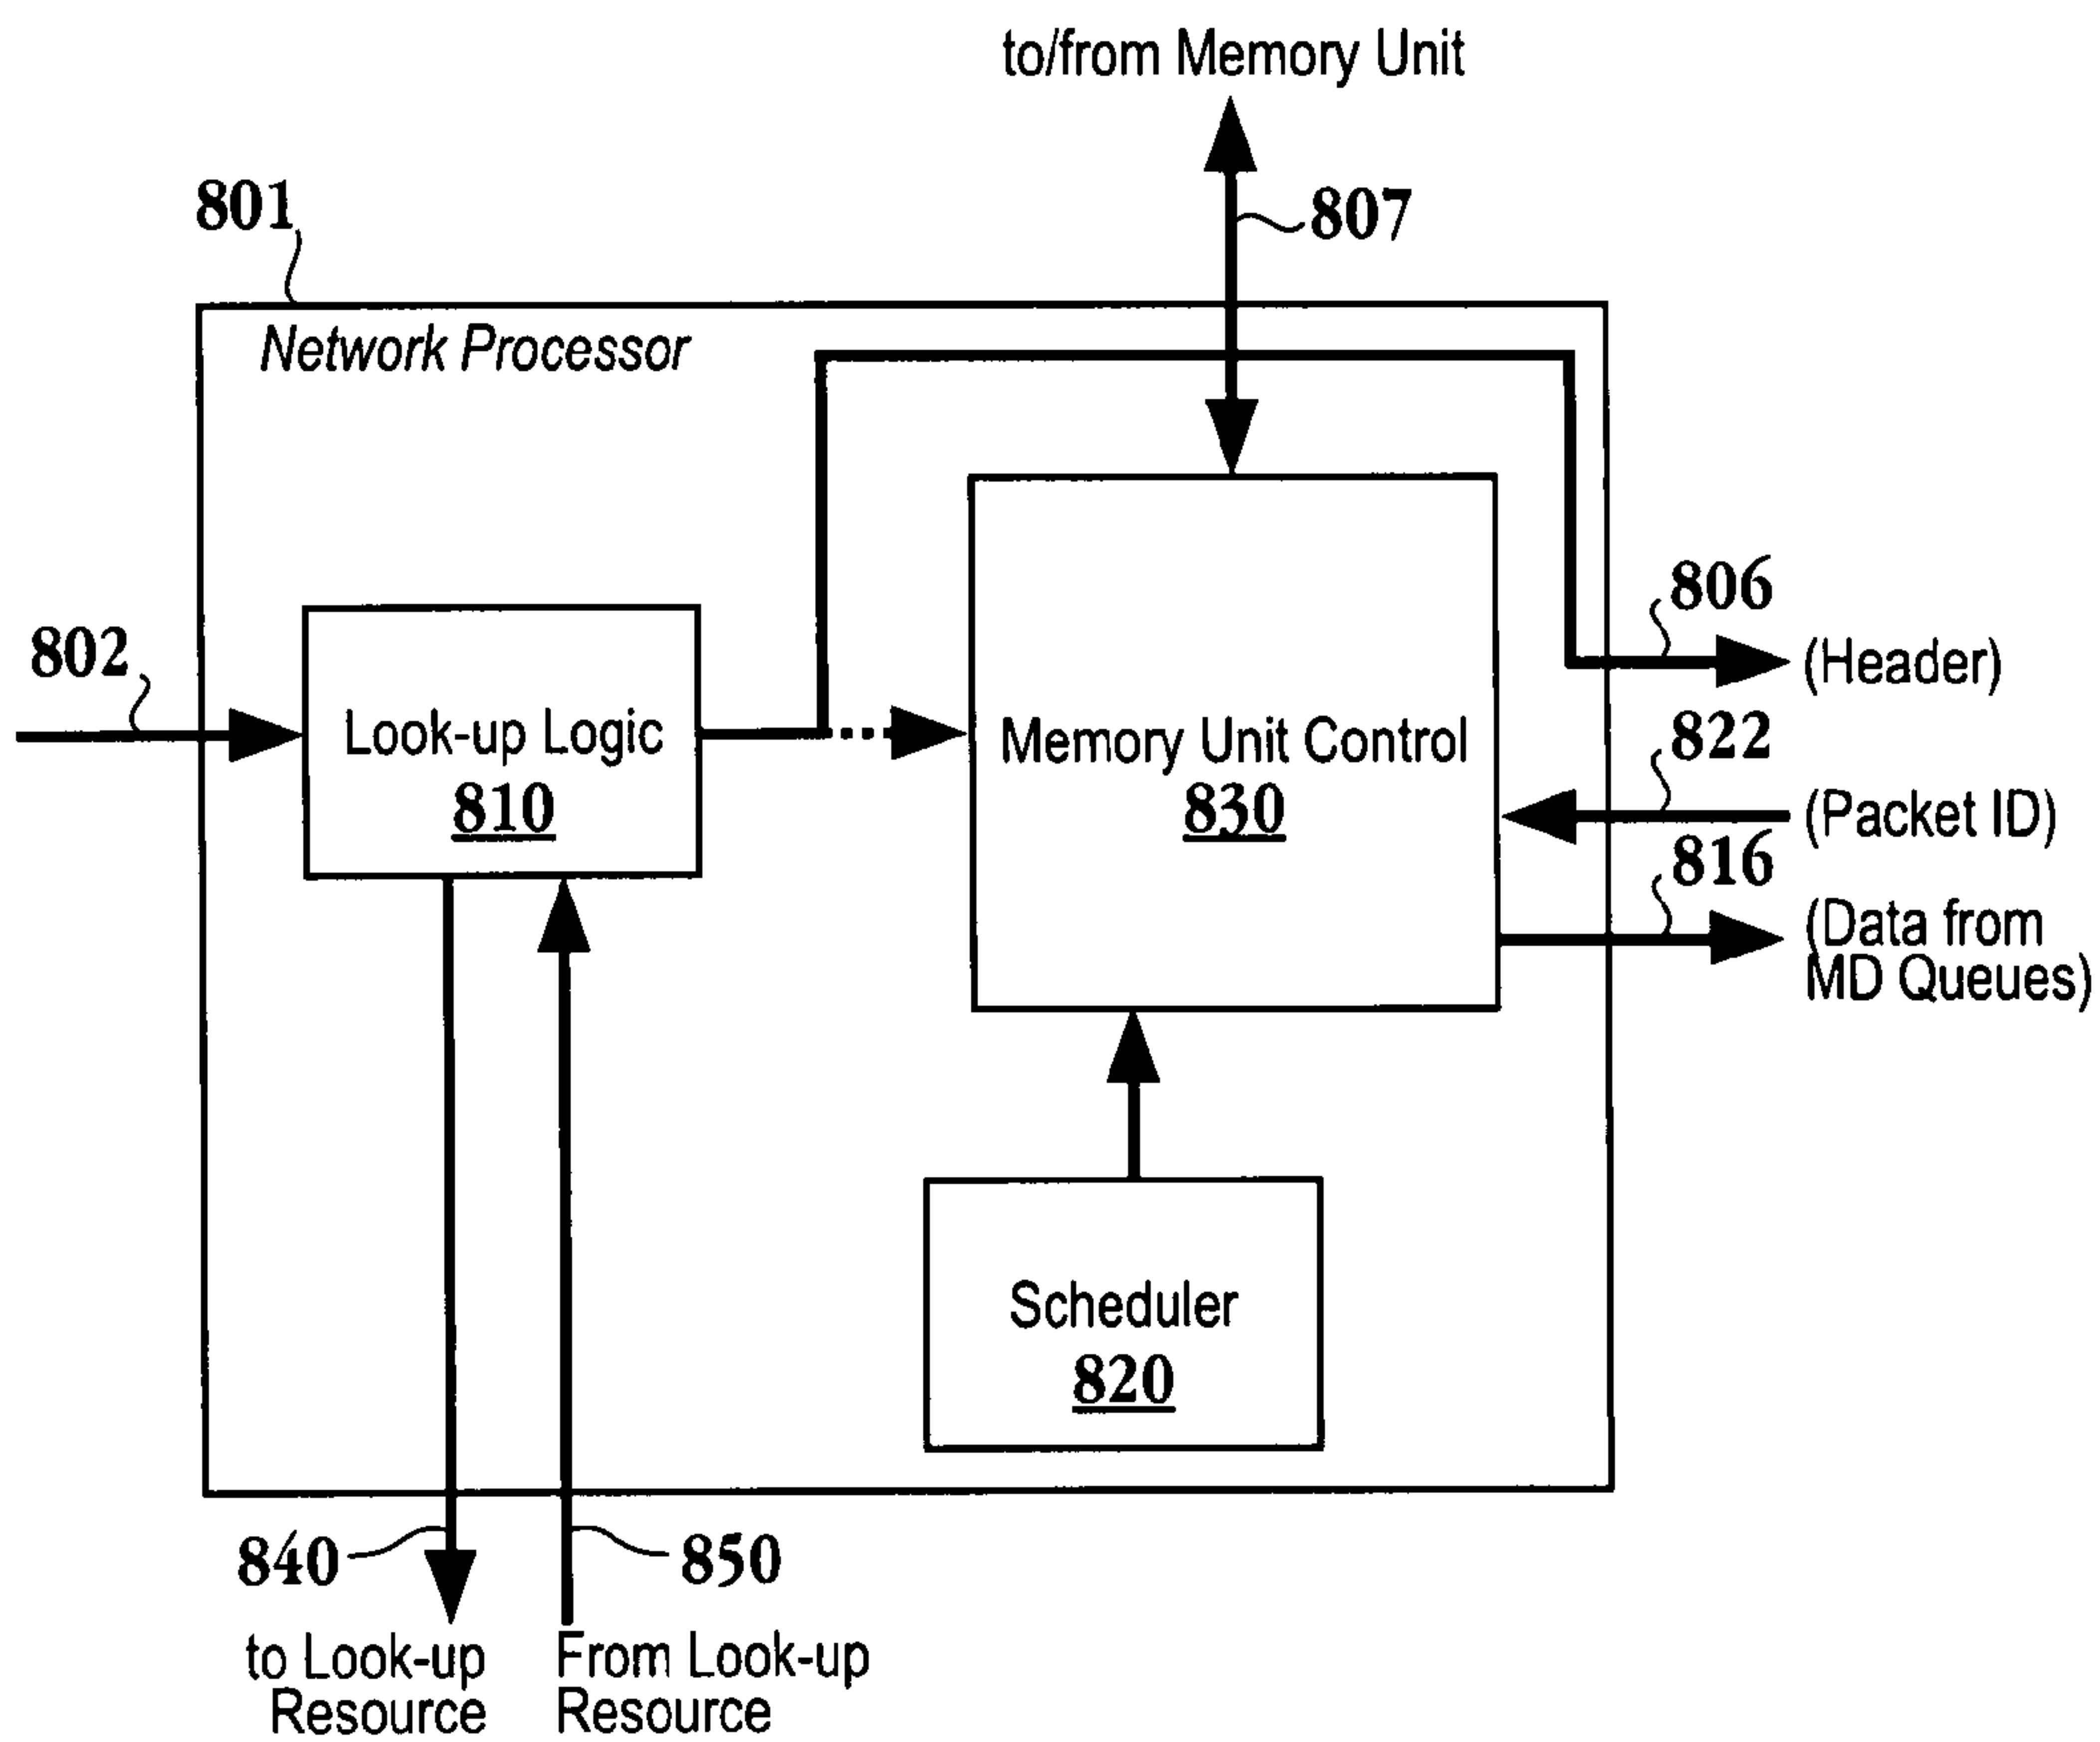 to/from Memory Unit
801
807
Network Processor
806
802
(Header)
822
Look-up Logic
810
Memory Unit Control
830
(Packet ID)
816
(Data from
MD Queues)
Scheduler
820
840
850
to Look-up
Resource
From Look-up
Resource